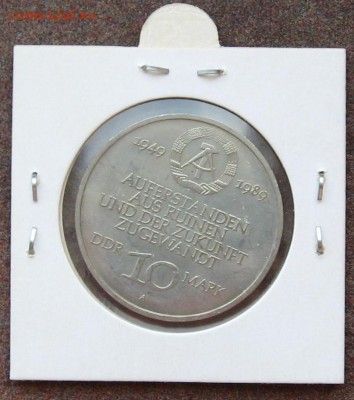 1949 1989
AUFERSTANDEN
AUS RUINEN
UND DER ZUKUNFT
ZUGEWANDT
DDR 10 MARK
A